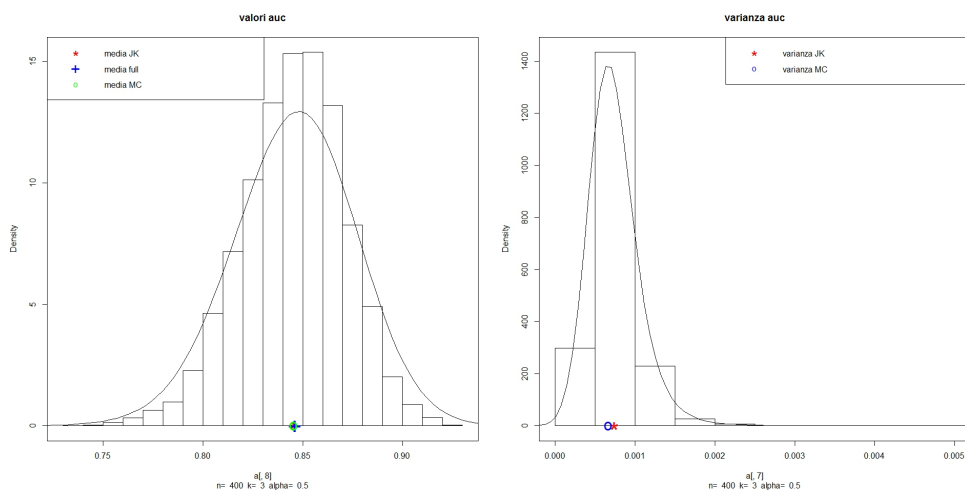 valori auc
media JK
media full
media MC
Density
0
5
10
15
0.75
0.80
0.85
0.90
a[, 8]
n= 400 k= 3 alpha= 0.5
varianza auc
varianza JK
varianza MC
Density
0
200
400
600
800
1000
1200
1400
0.000
0.001
0.002
0.003
0.004
0.005
a[, 7]
n= 400 k= 3 alpha= 0.5